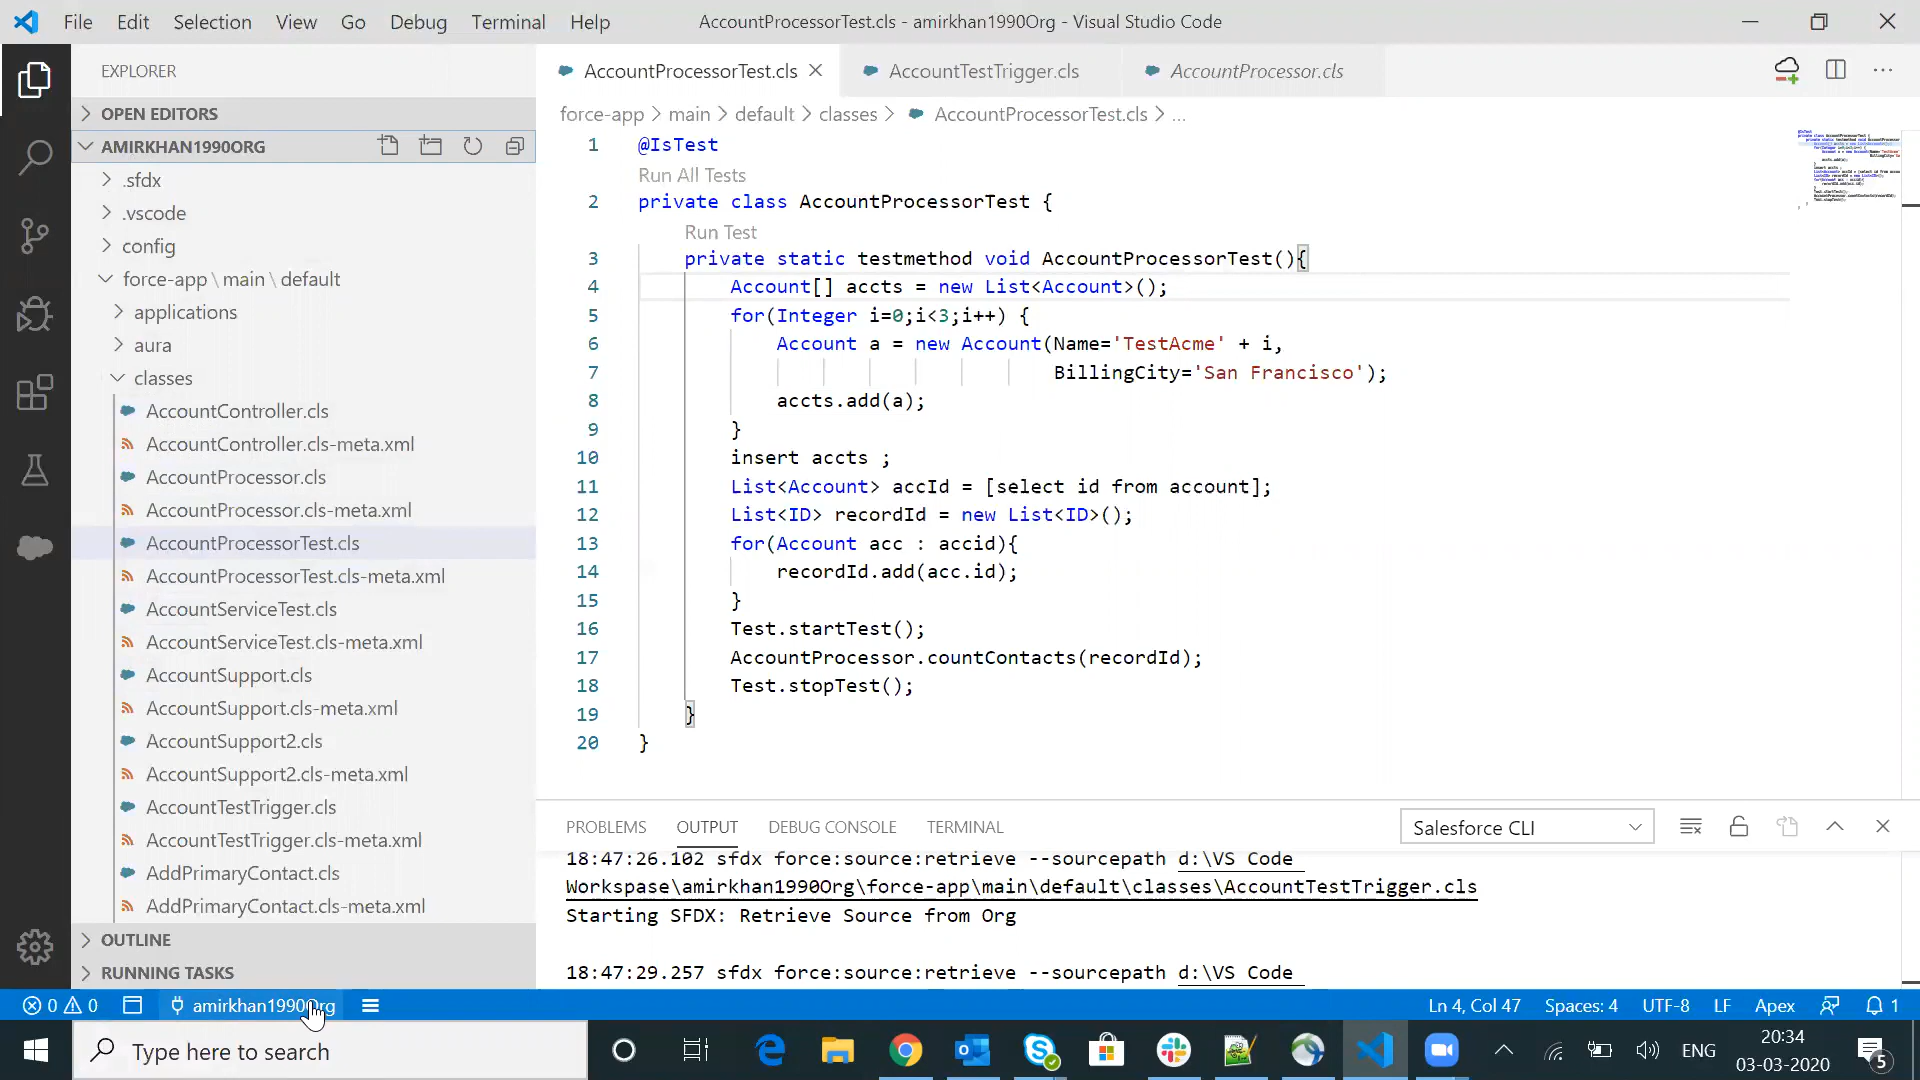 File Edit Selection View Go Debug Terminal Help
AccountProcessorTest.cls - amirkhan1990Org - Visual Studio Code
EXPLORER
OPEN EDITORS
AMIRKHAN1990ORG
.sfdx
.vscode
config
force-app \ main \ default
applications
aura
classes
AccountController.cls
AccountController.cls-meta.xml
AccountProcessor.cls
AccountProcessor.cls-meta.xml
AccountProcessorTest.cls
AccountProcessorTest.cls-meta.xml
AccountServiceTest.cls
AccountServiceTest.cls-meta.xml
AccountSupport.cls
AccountSupport.cls-meta.xml
AccountSupport2.cls
AccountSupport2.cls-meta.xml
AccountTestTrigger.cls
AccountTestTrigger.cls-meta.xml
AddPrimaryContact.cls
AddPrimaryContact.cls-meta.xml
OUTLINE
RUNNING TASKS
AccountProcessorTest.cls AccountTestTrigger.cls AccountProcessor.cls
force-app > main > default > classes > AccountProcessorTest.cls > ...
1 @IsTest
Run All Tests
2 private class AccountProcessorTest {
Run Test
3 private static testmethod void AccountProcessorTest(){
4 Account[] accts = new List<Account>();
5 for(Integer i=0;i<3;i++) {
6 Account a = new Account(Name='TestAcme' + i,
7 BillingCity='San Francisco');
8 accts.add(a);
9 }
10 insert accts ;
11 List<Account> accId = [select id from account];
12 List<ID> recordId = new List<ID>();
13 for(Account acc : accid){
14 recordId.add(acc.id);
15 }
16 Test.startTest();
17 AccountProcessor.countContacts(recordId);
18 Test.stopTest();
19 }
20 }
PROBLEMS OUTPUT DEBUG CONSOLE TERMINAL
Salesforce CLI
18:47:26.102 sfdx force:source:retrieve --sourcepath d:\VS Code
Workspase\amirkhan1990Org\force-app\main\default\classes\AccountTestTrigger.cls
Starting SFDX: Retrieve Source from Org
18:47:29.257 sfdx force:source:retrieve --sourcepath d:\VS Code
0 0 amirkhan1990Org
Ln 4, Col 47 Spaces: 4 UTF-8 LF Apex 1
Type here to search
ENG
20:34
03-03-2020
5